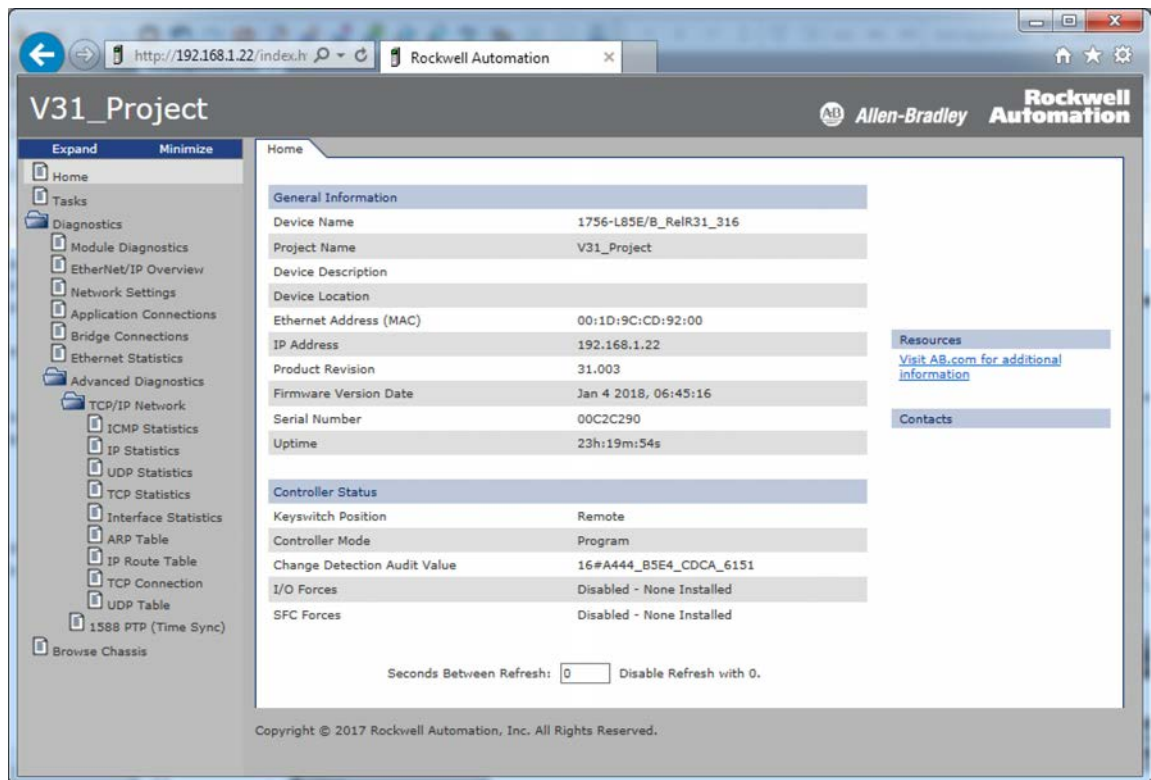 http://192.168.1.22/index.h
Rockwell Automation
V31_Project
AB Allen-Bradley
Rockwell Automation
Expand Minimize
Home
Tasks
Diagnostics
Module Diagnostics
EtherNet/IP Overview
Network Settings
Application Connections
Bridge Connections
Ethernet Statistics
Advanced Diagnostics
TCP/IP Network
ICMP Statistics
IP Statistics
UDP Statistics
TCP Statistics
Interface Statistics
ARP Table
IP Route Table
TCP Connection
UDP Table
1588 PTP (Time Sync)
Browse Chassis
Home
General Information
Device Name 1756-L85E/B_RelR31_316
Project Name V31_Project
Device Description
Device Location
Ethernet Address (MAC) 00:1D:9C:CD:92:00
IP Address 192.168.1.22
Product Revision 31.003
Firmware Version Date Jan 4 2018, 06:45:16
Serial Number 00C2C290
Uptime 23h:19m:54s
Controller Status
Keyswitch Position Remote
Controller Mode Program
Change Detection Audit Value 16#A444_B5E4_CDCA_6151
I/O Forces Disabled - None Installed
SFC Forces Disabled - None Installed
Seconds Between Refresh: 0 Disable Refresh with 0.
Resources
Visit AB.com for additional
information
Contacts
Copyright © 2017 Rockwell Automation, Inc. All Rights Reserved.